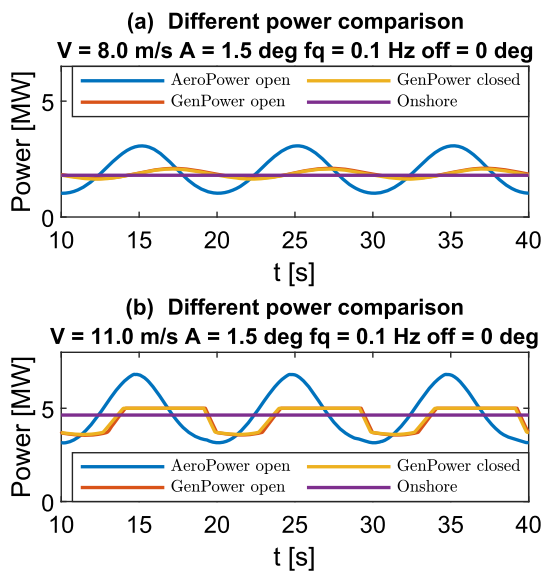 (a) Different power comparison
V = 8.0 m/s A = 1.5 deg fq = 0.1 Hz off = 0 deg
AeroPower open GenPower closed
GenPower open Onshore
Power [MW]
5
0
10 15 20 25 30 35 40
t [s]
(b) Different power comparison
V = 11.0 m/s A = 1.5 deg fq = 0.1 Hz off = 0 deg
Power [MW]
5
AeroPower open GenPower closed
GenPower open Onshore
0
10 15 20 25 30 35 40
t [s]